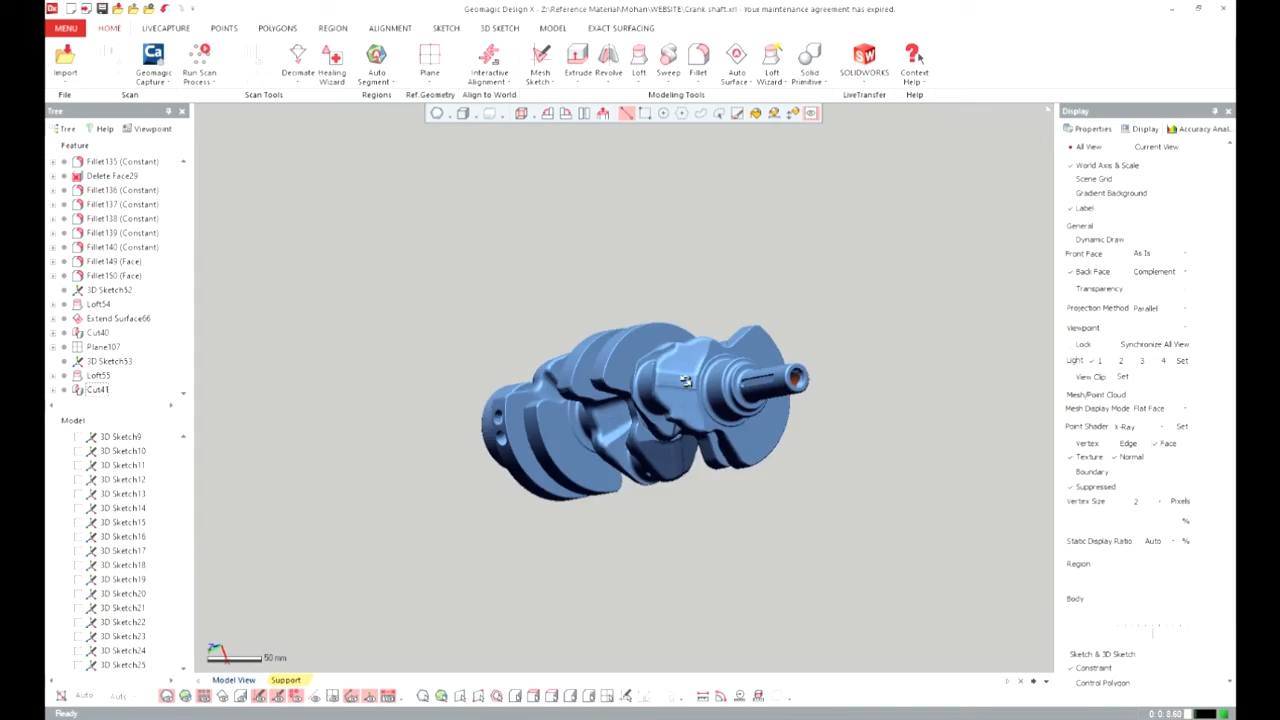 Geomagic Design X - Z:\Reference Material\Mohan\WEBSITE\Crank shaft.xrl - Your maintenance agreement has expired.
MENU HOME LIVECAPTURE POINTS POLYGONS REGION ALIGNMENT SKETCH 3D SKETCH MODEL EXACT SURFACING
Import Geomagic Capture Run Scan Process Decimate Healing Wizard Auto Segment Plane Interactive Alignment Mesh Sketch Extrude Revolve Loft Sweep Fillet Auto Surface Loft Wizard Solid Primitive SOLIDWORKS Context Help
File Scan Scan Tools Regions Ref.Geometry Align to World Modeling Tools LiveTransfer Help
Tree
Tree Help Viewpoint
Feature
Fillet135 (Constant)
Delete Face29
Fillet136 (Constant)
Fillet137 (Constant)
Fillet138 (Constant)
Fillet139 (Constant)
Fillet140 (Constant)
Fillet149 (Face)
Fillet150 (Face)
3D Sketch52
Loft54
Extend Surface66
Cut40
Plane107
3D Sketch53
Loft55
Cut41
Model
3D Sketch9
3D Sketch10
3D Sketch11
3D Sketch12
3D Sketch13
3D Sketch14
3D Sketch15
3D Sketch16
3D Sketch17
3D Sketch18
3D Sketch19
3D Sketch20
3D Sketch21
3D Sketch22
3D Sketch23
3D Sketch24
3D Sketch25
50 mm
Model View Support
Auto Auto
Ready
Display
Properties Display Accuracy Anal...
All View Current View
World Axis & Scale
Scene Grid
Gradient Background
Label
General
Dynamic Draw
Front Face As Is
Back Face Complement
Transparency
Projection Method Parallel
Viewpoint
Lock Synchronize All View
Light 1 2 3 4 Set
View Clip Set
Mesh/Point Cloud
Mesh Display Mode Flat Face
Point Shader X-Ray Set
Vertex Edge Face
Texture Normal
Boundary
Suppressed
Vertex Size 2 Pixels
%
Static Display Ratio Auto %
Region
Body
Sketch & 3D Sketch
Constraint
Control Polygon
0: 0: 8.60